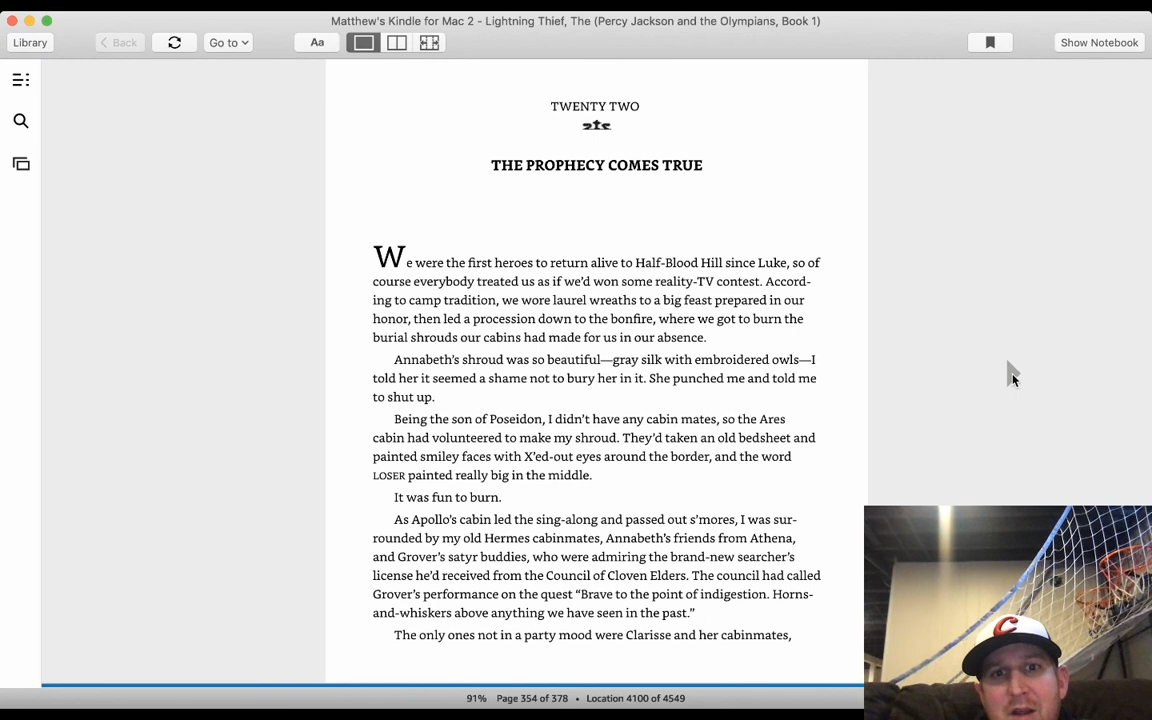 Matthew's Kindle for Mac 2 - Lightning Thief, The (Percy Jackson and the Olympians, Book 1)
Library
Back
Go to
Aa
Show Notebook
TWENTY TWO
THE PROPHECY COMES TRUE
We were the first heroes to return alive to Half-Blood Hill since Luke, so of
course everybody treated us as if we'd won some reality-TV contest. Accord-
ing to camp tradition, we wore laurel wreaths to a big feast prepared in our
honor, then led a procession down to the bonfire, where we got to burn the
burial shrouds our cabins had made for us in our absence.
Annabeth's shroud was so beautiful—gray silk with embroidered owls—I
told her it seemed a shame not to bury her in it. She punched me and told me
to shut up.
Being the son of Poseidon, I didn't have any cabin mates, so the Ares
cabin had volunteered to make my shroud. They'd taken an old bedsheet and
painted smiley faces with X'ed-out eyes around the border, and the word
LOSER painted really big in the middle.
It was fun to burn.
As Apollo's cabin led the sing-along and passed out s'mores, I was sur-
rounded by my old Hermes cabinmates, Annabeth's friends from Athena,
and Grover's satyr buddies, who were admiring the brand-new searcher's
license he'd received from the Council of Cloven Elders. The council had called
Grover's performance on the quest "Brave to the point of indigestion. Horns-
and-whiskers above anything we have seen in the past."
The only ones not in a party mood were Clarisse and her cabinmates,
91% Page 354 of 378 • Location 4100 of 4549
C